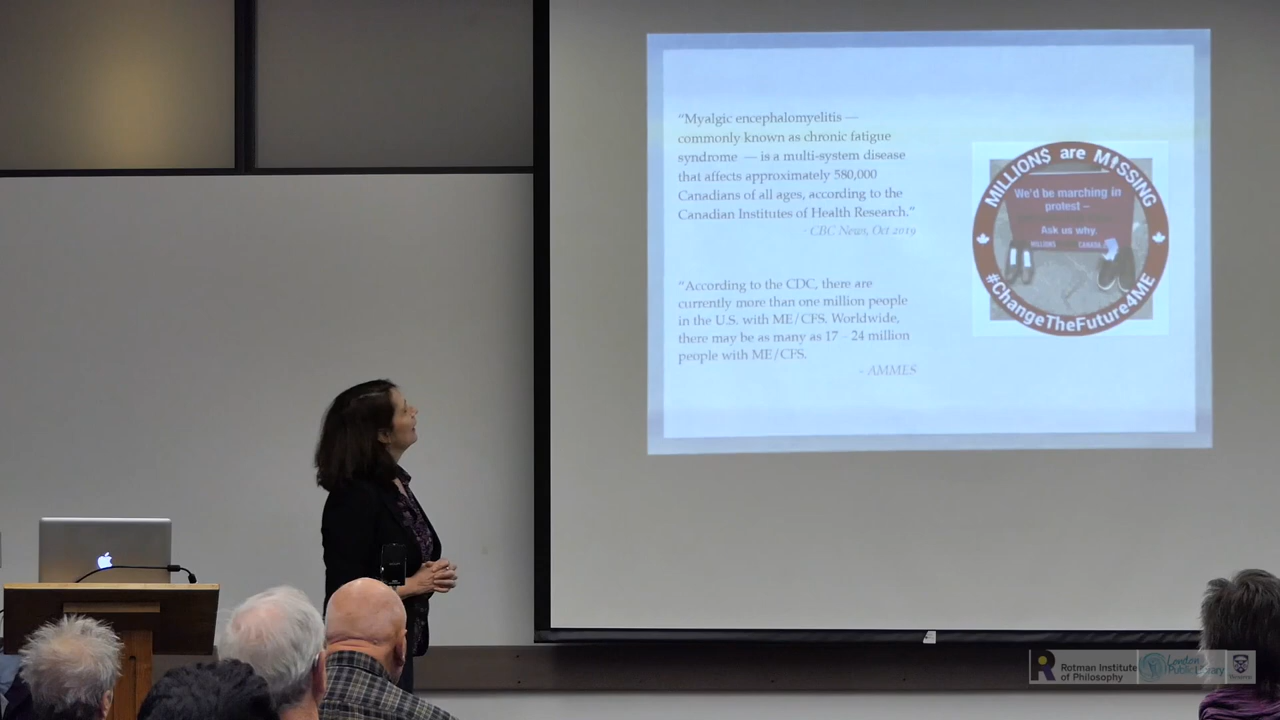 “Myalgic encephalomyelitis —
commonly known as chronic fatigue
syndrome — is a multi-system disease
that affects approximately 580,000
Canadians of all ages, according to the
Canadian Institutes of Health Research.”
- CBC News, Oct 2019
“According to the CDC, there are
currently more than one million people
in the U.S. with ME/CFS. Worldwide,
there may be as many as 17 – 24 million
people with ME/CFS.
- AMMES
MILLION$ are MISSING
We'd be marching in
protest –
Ask us why.
MILLIONS
#ChangeTheFuture4ME
Rotman Institute
of Philosophy
London
Public Library